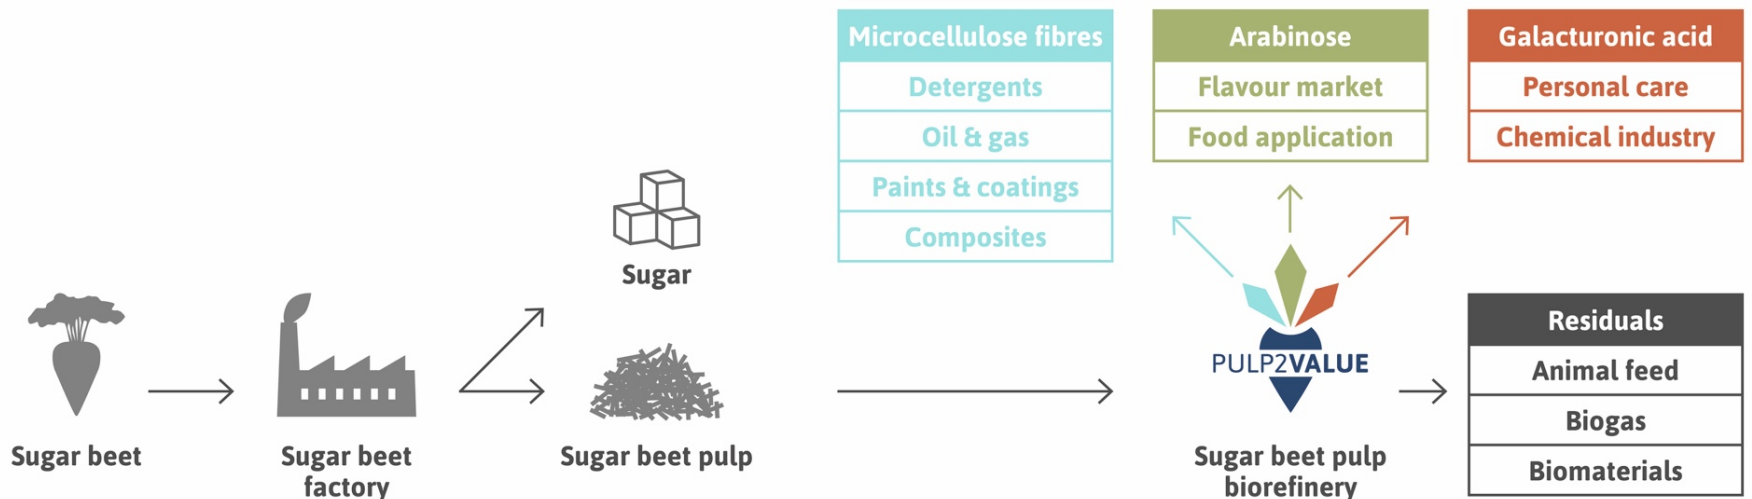 Microcellulose fibres
Detergents
Oil & gas
Paints & coatings
Composites
Arabinose
Flavour market
Food application
Galacturonic acid
Personal care
Chemical industry
Sugar
PULP2VALUE
Residuals
Animal feed
Biogas
Biomaterials
Sugar beet
Sugar beet
factory
Sugar beet pulp
Sugar beet pulp
biorefinery